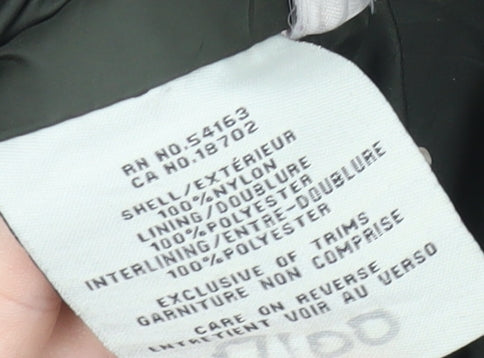 RN NO.54163
CA NO.18702
SHELL/EXTÉRIEUR
100%NYLON
LINING/DOUBLURE
100%POLYESTER
INTERLINING/ENTRE-DOUBLURE
100%POLYESTER
EXCLUSIVE OF TRIMS
GARNITURE NON COMPRISE
CARE ON REVERSE
ENTRETIENT VOIR AU VERSO